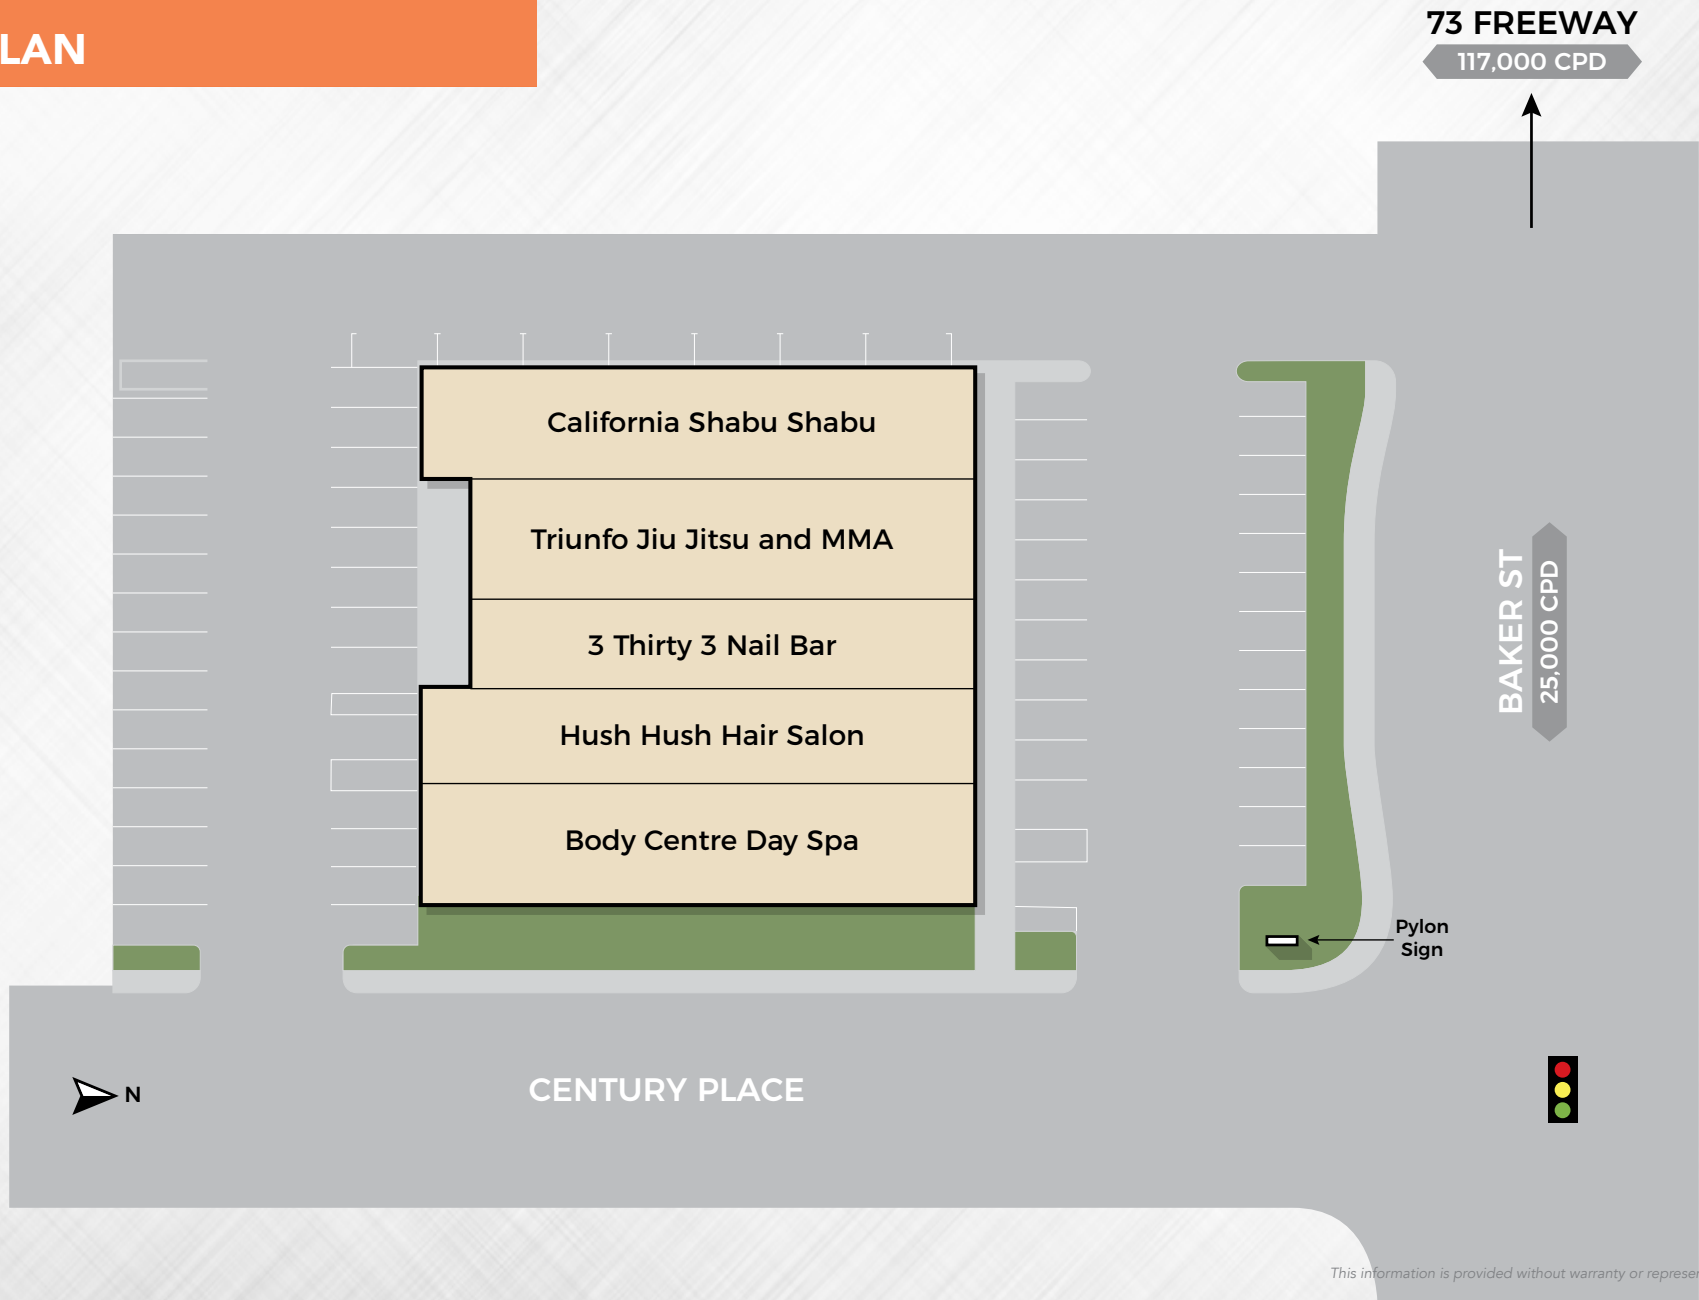 LAN
73 FREEWAY
117,000 CPD
California Shabu Shabu
Triunfo Jiu Jitsu and MMA
3 Thirty 3 Nail Bar
Hush Hush Hair Salon
Body Centre Day Spa
BAKER ST
25,000 CPD
Pylon
Sign
N
CENTURY PLACE
This information is provided without warranty or represen